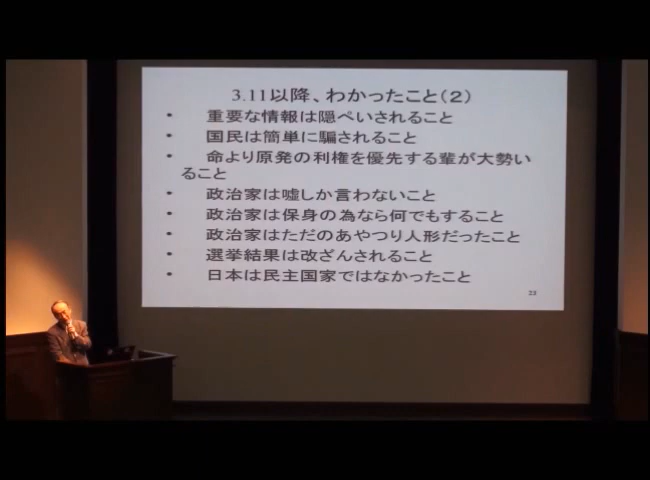 3.11以降、わかったこと(2)
• 重要な情報は隠ぺいされること
• 国民は簡単に騙されること
• 命より原発の利権を優先する輩が大勢い
ること
• 政治家は嘘しか言わないこと
• 政治家は保身の為なら何でもすること
• 政治家はただのあやつり人形だったこと
• 選挙結果は改ざんされること
• 日本は民主国家ではなかったこと
23